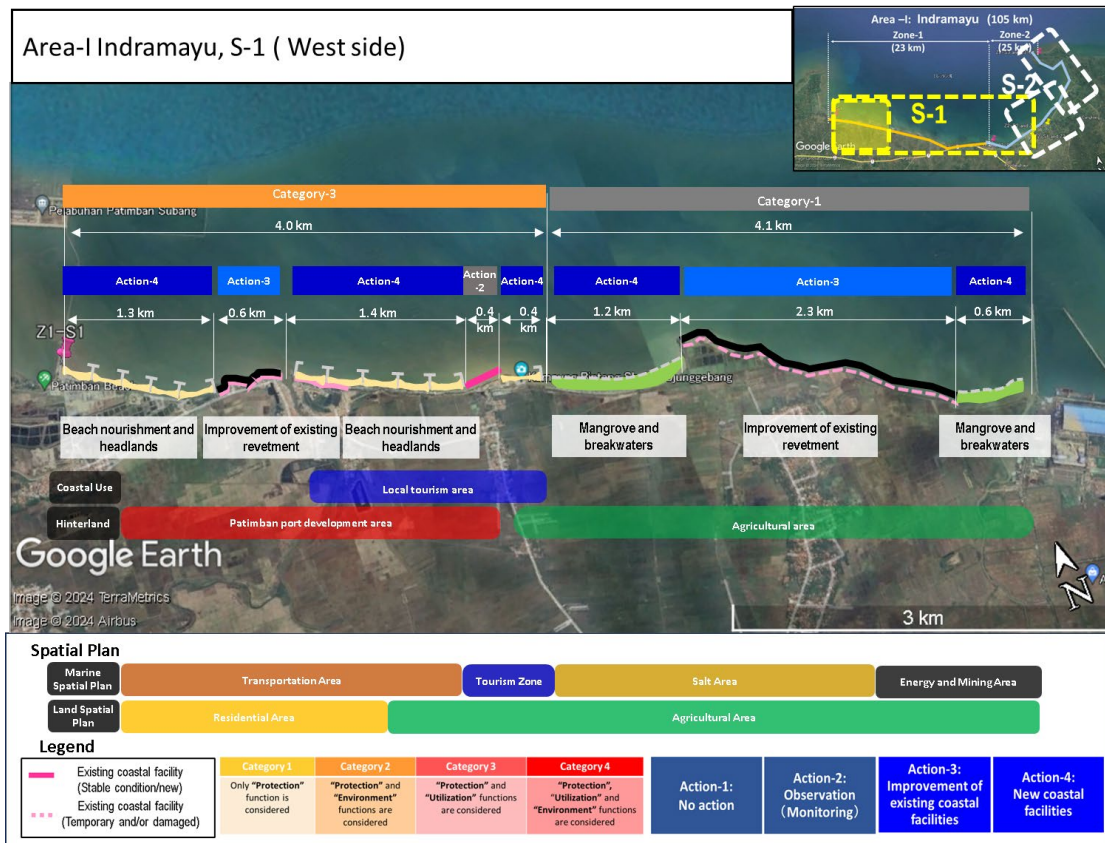 Area-I Indramayu, S-1 ( West side)
Area –I: Indramayu (105 km)
Zone-1
(23 km)
Zone-2
(25 km)
S-2
S-1
Google Earth
Category-3
Category-1
Pelabuhan Patimban Subang
4.0 km
4.1 km
Action-4
Action-3
Action-4
Action
-2
Action-4
Action-4
Action-3
Action-4
1.3 km
0.6 km
1.4 km
0.4
km
0.4
km
1.2 km
2.3 km
0.6 km
Z1-S1
Patimban
Beach nourishment and
headlands
Improvement of existing
revetment
Beach nourishment and
headlands
Mangrove and
breakwaters
Improvement of existing
revetment
Mangrove and
breakwaters
Coastal Use
Local tourism area
Hinterland
Patimban port development area
Agricultural area
Google Earth
Image © 2024 TerraMetrics
Image © 2024 Airbus
N
3 km
Spatial Plan
Marine
Spatial Plan
Transportation Area
Tourism Zone
Salt Area
Energy and Mining Area
Land Spatial
Plan
Residential Area
Agricultural Area
Legend
Existing coastal facility
(Stable condition/new)
Existing coastal facility
(Temporary and/or damaged)
Category 1
Only “Protection”
function is
considered
Category 2
“Protection” and
“Environment”
functions are
considered
Category 3
“Protection” and
“Utilization” functions
are considered
Category 4
“Protection”,
“Utilization” and
“Environment” functions
are considered
Action-1:
No action
Action-2:
Observation
（Monitoring）
Action-3:
Improvement of
existing coastal
facilities
Action-4:
New coastal
facilities